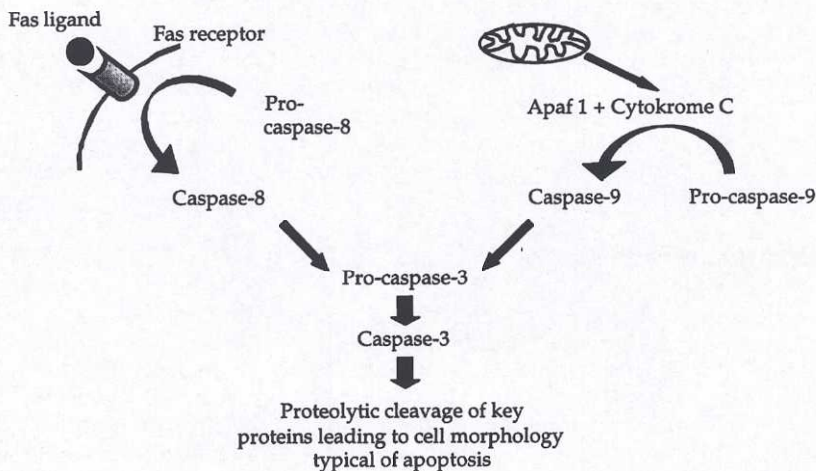 Fas ligand
Fas receptor
Pro-
caspase-8
Caspase-8
Apaf 1 + Cytokrome C
Caspase-9
Pro-caspase-9
Pro-caspase-3
Caspase-3
Proteolytic cleavage of key
proteins leading to cell morphology
typical of apoptosis